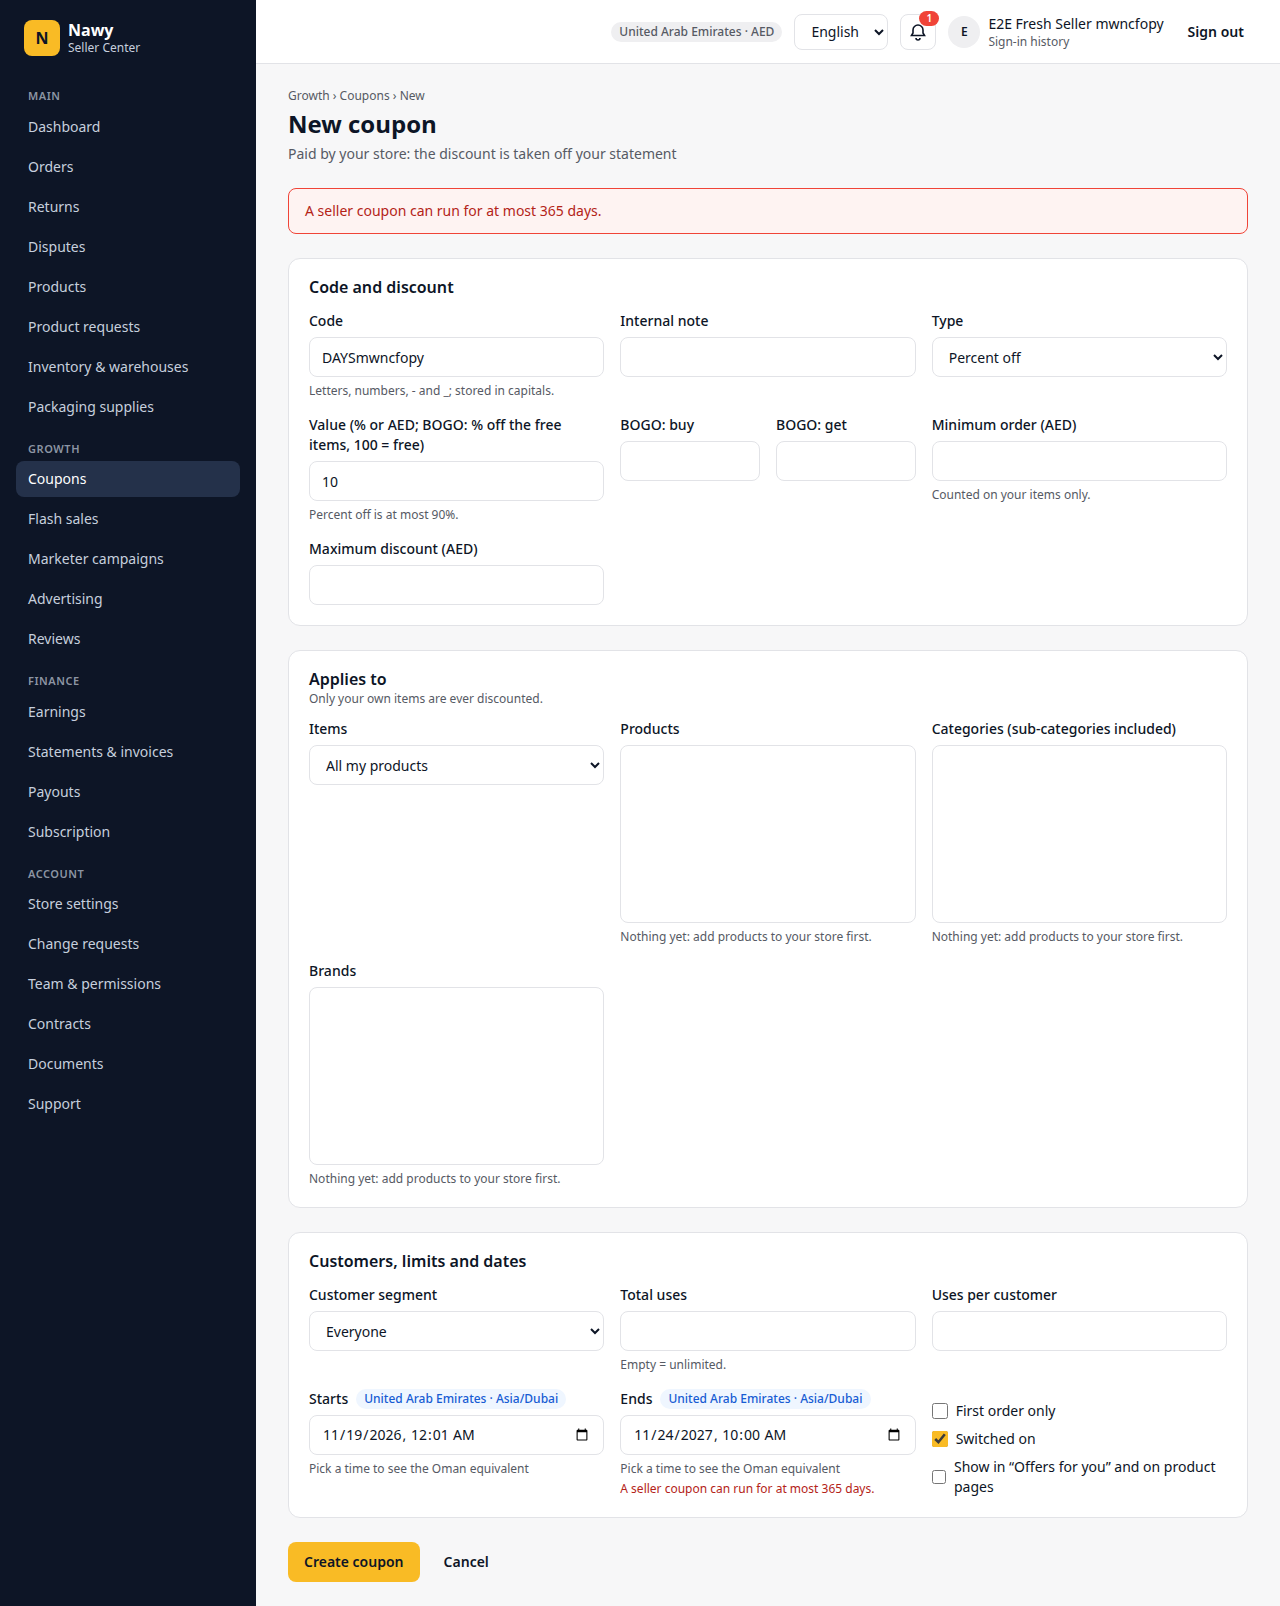 N
Nawy
Seller Center
United Arab Emirates · AED
English
1
E
E2E Fresh Seller mwncfopy
Sign-in history
Sign out
MAIN
Dashboard
Orders
Returns
Disputes
Products
Product requests
Inventory & warehouses
Packaging supplies
GROWTH
Coupons
Flash sales
Marketer campaigns
Advertising
Reviews
FINANCE
Earnings
Statements & invoices
Payouts
Subscription
ACCOUNT
Store settings
Change requests
Team & permissions
Contracts
Documents
Support
Growth › Coupons › New
New coupon
Paid by your store: the discount is taken off your statement
A seller coupon can run for at most 365 days.
Code and discount
Code
Internal note
Type
DAYSmwncfopy
Percent off
Letters, numbers, - and _; stored in capitals.
Value (% or AED; BOGO: % off the free
items, 100 = free)
BOGO: buy
BOGO: get
Minimum order (AED)
10
Counted on your items only.
Percent off is at most 90%.
Maximum discount (AED)
Applies to
Only your own items are ever discounted.
Items
Products
Categories (sub-categories included)
All my products
Nothing yet: add products to your store first.
Nothing yet: add products to your store first.
Brands
Nothing yet: add products to your store first.
Customers, limits and dates
Customer segment
Total uses
Uses per customer
Everyone
Empty = unlimited.
Starts
United Arab Emirates · Asia/Dubai
Ends
United Arab Emirates · Asia/Dubai
11/19/2026, 12:01 AM
11/24/2027, 10:00 AM
Pick a time to see the Oman equivalent
Pick a time to see the Oman equivalent
A seller coupon can run for at most 365 days.
First order only
Switched on
Show in “Offers for you” and on product
pages
Create coupon
Cancel